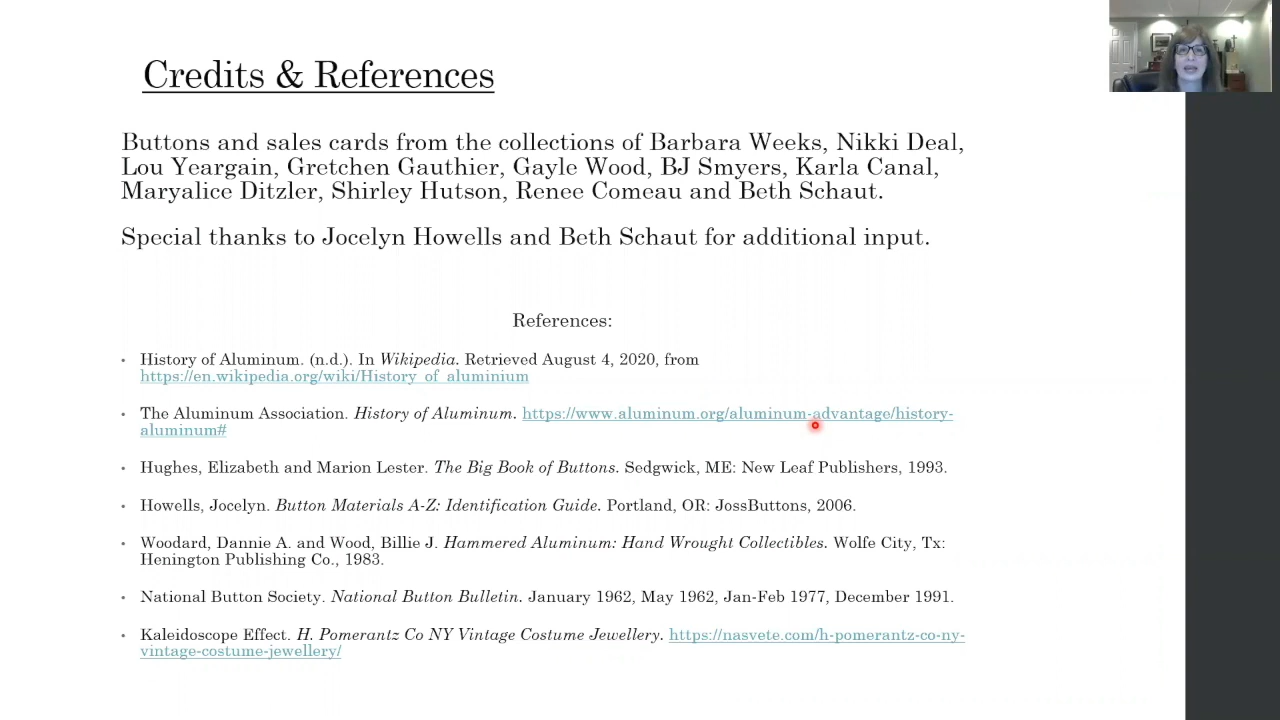 Credits & References
Buttons and sales cards from the collections of Barbara Weeks, Nikki Deal,
Lou Yeargain, Gretchen Gauthier, Gayle Wood, BJ Smyers, Karla Canal,
Maryalice Ditzler, Shirley Hutson, Renee Comeau and Beth Schaut.
Special thanks to Jocelyn Howells and Beth Schaut for additional input.
References:
• History of Aluminum. (n.d.). In Wikipedia. Retrieved August 4, 2020, from
https://en.wikipedia.org/wiki/History_of_aluminium
• The Aluminum Association. History of Aluminum. https://www.aluminum.org/aluminum-advantage/history-
aluminum#
• Hughes, Elizabeth and Marion Lester. The Big Book of Buttons. Sedgwick, ME: New Leaf Publishers, 1993.
• Howells, Jocelyn. Button Materials A-Z: Identification Guide. Portland, OR: JossButtons, 2006.
• Woodard, Dannie A. and Wood, Billie J. Hammered Aluminum: Hand Wrought Collectibles. Wolfe City, Tx:
Henington Publishing Co., 1983.
• National Button Society. National Button Bulletin. January 1962, May 1962, Jan-Feb 1977, December 1991.
• Kaleidoscope Effect. H. Pomerantz Co NY Vintage Costume Jewellery. https://nasvete.com/h-pomerantz-co-ny-
vintage-costume-jewellery/